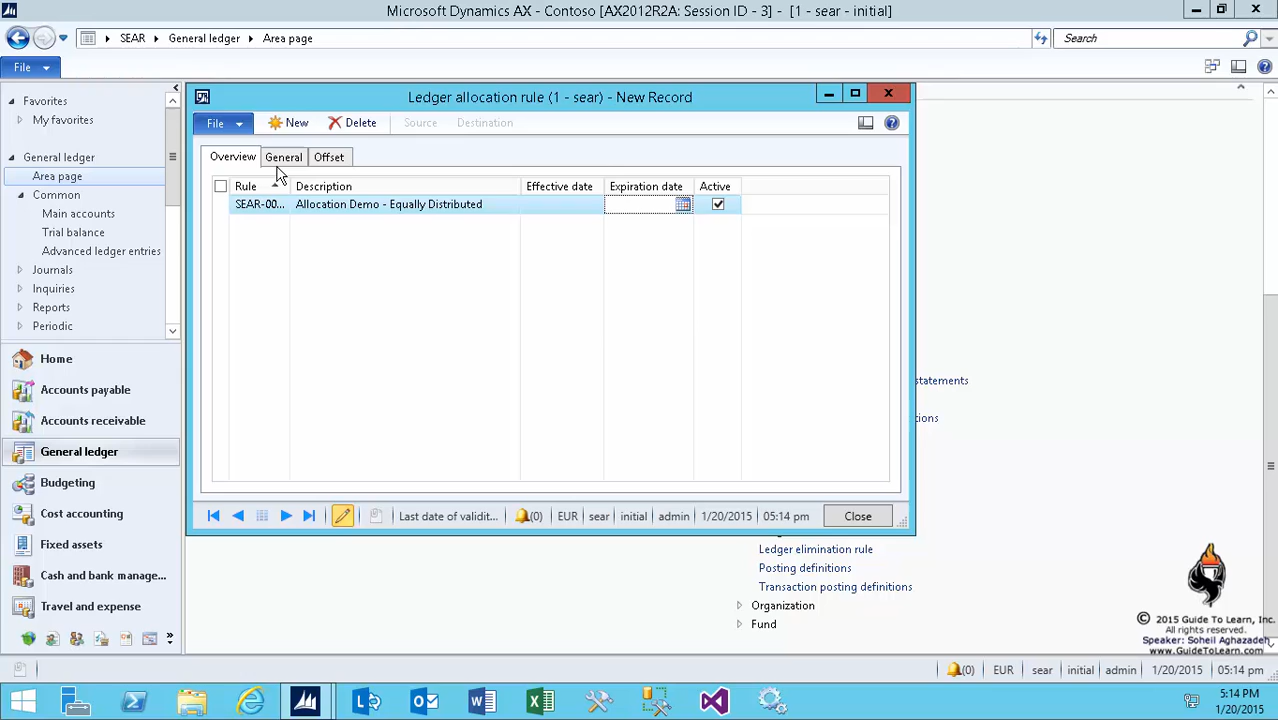 Microsoft Dynamics AX - Contoso [AX2012R2A: Session ID - 3] - [1 - sear - initial]
SEAR General ledger Area page
Search
File
Favorites
My favorites
General ledger
Area page
Common
Main accounts
Trial balance
Advanced ledger entries
Journals
Inquiries
Reports
Periodic
Home
Accounts payable
Accounts receivable
General ledger
Budgeting
Cost accounting
Fixed assets
Cash and bank manage...
Travel and expense
Ledger allocation rule (1 - sear) - New Record
File New Delete Source Destination
Overview General Offset
Rule Description Effective date Expiration date Active
SEAR-00... Allocation Demo - Equally Distributed
Last date of validit... (0) EUR sear initial admin 1/20/2015 05:14 pm Close
statements
tions
Ledger elimination rule
Posting definitions
Transaction posting definitions
Organization
Fund
© 2015 Guide To Learn, Inc.
All rights reserved.
Speaker: Soheil Aghazadeh
www.GuideToLearn.com
(0) EUR sear initial admin 1/20/2015 05:14 pm
5:14 PM
1/20/2015